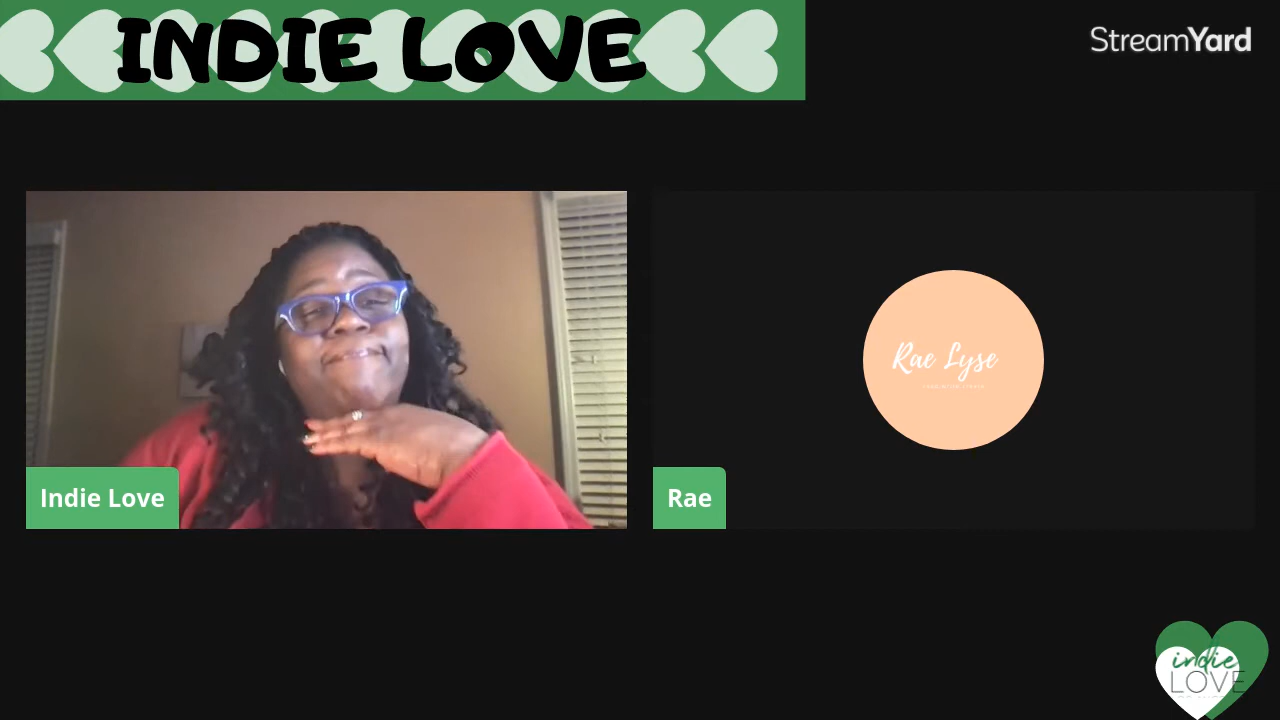 INDIE LOVE
StreamYard
Rae Lyse
Indie Love
Rae
indie
LOVE